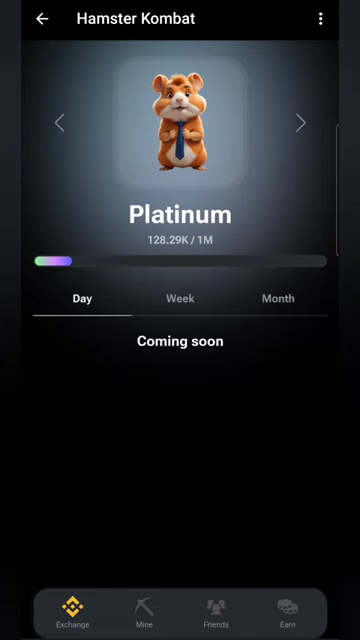 Hamster Kombat
Platinum
128.29K / 1M
Day Week Month
Coming soon
Exchange Mine Friends Earn